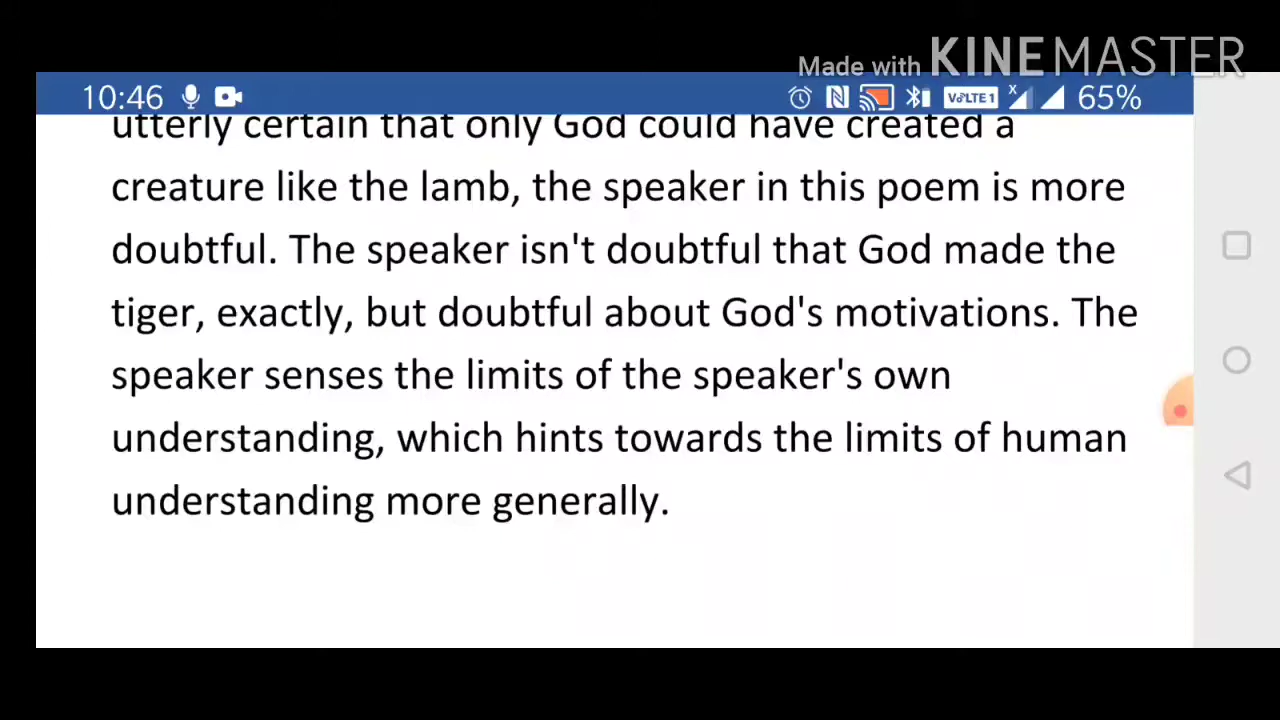 Made with KINEMASTER
10:46 VoLTE 1 x 65%
utterly certain that only God could have created a
creature like the lamb, the speaker in this poem is more
doubtful. The speaker isn't doubtful that God made the
tiger, exactly, but doubtful about God's motivations. The
speaker senses the limits of the speaker's own
understanding, which hints towards the limits of human
understanding more generally.